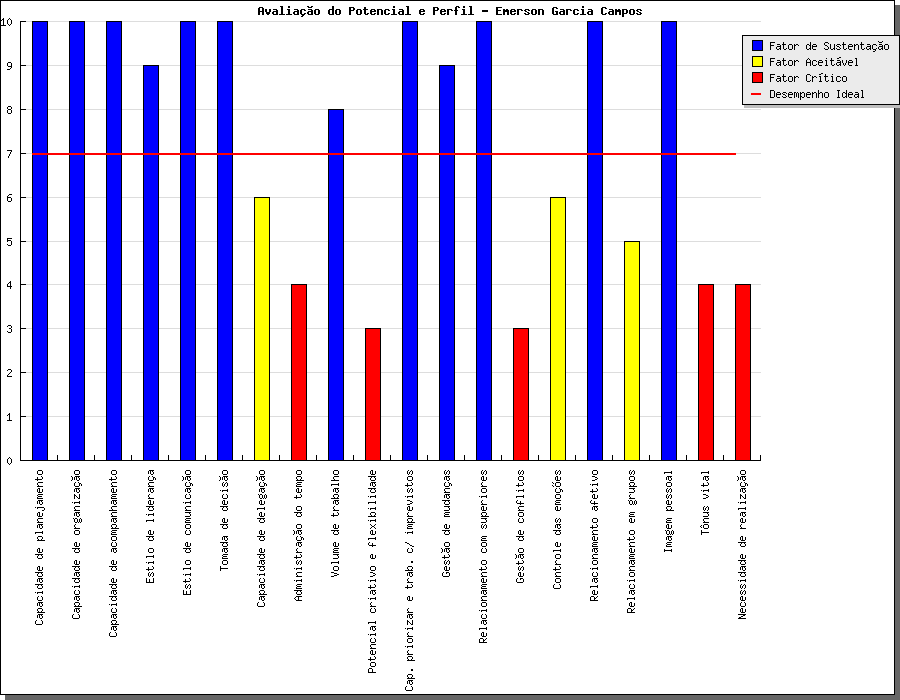 Avaliação do Potencial e Perfil - Emerson Garcia Campos
Fator de Sustentação
Fator Aceitável
Fator Crítico
Desempenho Ideal
10
9
8
7
6
5
4
3
2
1
0
Capacidade de planejamento
Capacidade de organização
Capacidade de acompanhamento
Estilo de liderança
Estilo de comunicação
Tomada de decisão
Capacidade de delegação
Administração do tempo
Volume de trabalho
Potencial criativo e flexibilidade
Cap. priorizar e trab. c/ imprevistos
Gestão de mudanças
Relacionamento com superiores
Gestão de conflitos
Controle das emoções
Relacionamento afetivo
Relacionamento em grupos
Imagem pessoal
Tônus vital
Necessidade de realização